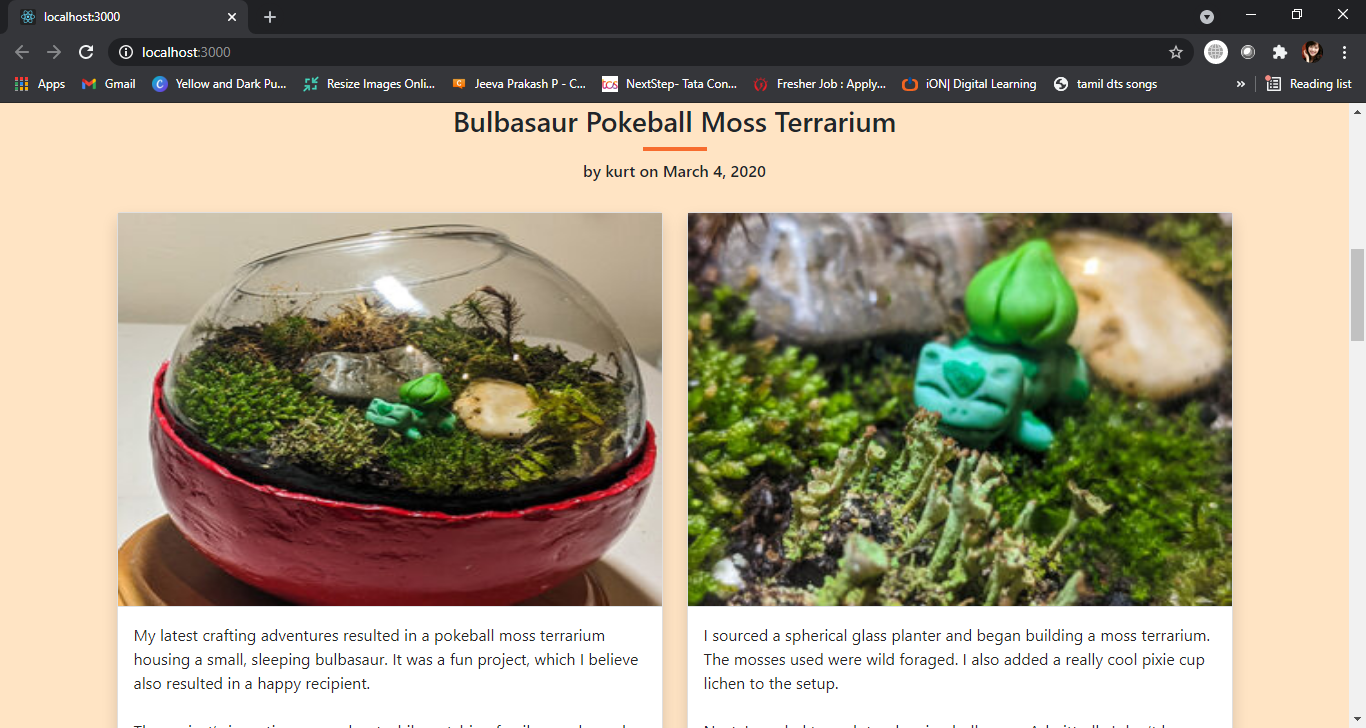 localhost:3000
localhost:3000
Apps
Gmail
Yellow and Dark Pu...
Resize Images Onli...
Jeeva Prakash P - C...
NextStep- Tata Con...
Fresher Job : Apply...
iON| Digital Learning
tamil dts songs
»
Reading list
Bulbasaur Pokeball Moss Terrarium
by kurt on March 4, 2020
My latest crafting adventures resulted in a pokeball moss terrarium
housing a small, sleeping bulbasaur. It was a fun project, which I believe
also resulted in a happy recipient.
I sourced a spherical glass planter and began building a moss terrarium.
The mosses used were wild foraged. I also added a really cool pixie cup
lichen to the setup.